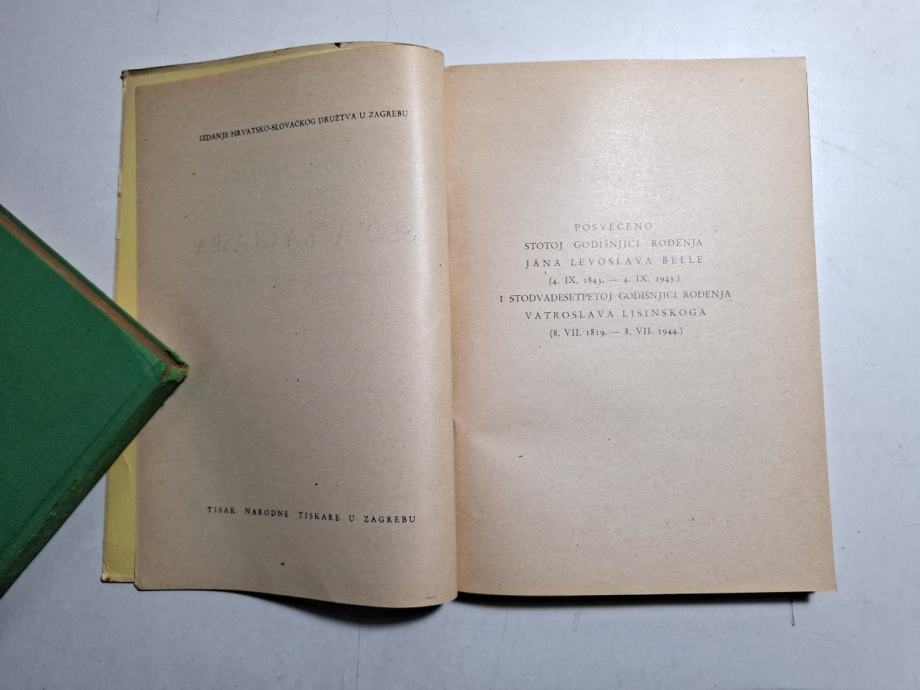 IZDANJE HRVATSKO-SLOVAČKOG DRUŽTVA U ZAGREBU
TISAK NARODNE TISKARE U ZAGREBU
POSVEĆENO
STOTOJ GODIŠNJICI ROĐENJA
JÁNA LEVOSLAVA BELLE
(4. IX. 1843. — 4. IX. 1943.)
I STODVADESETPETOJ GODIŠNJICI ROĐENJA
VATROSLAVA LISINSKOGA
(8. VII. 1819. — 8. VII. 1944.)